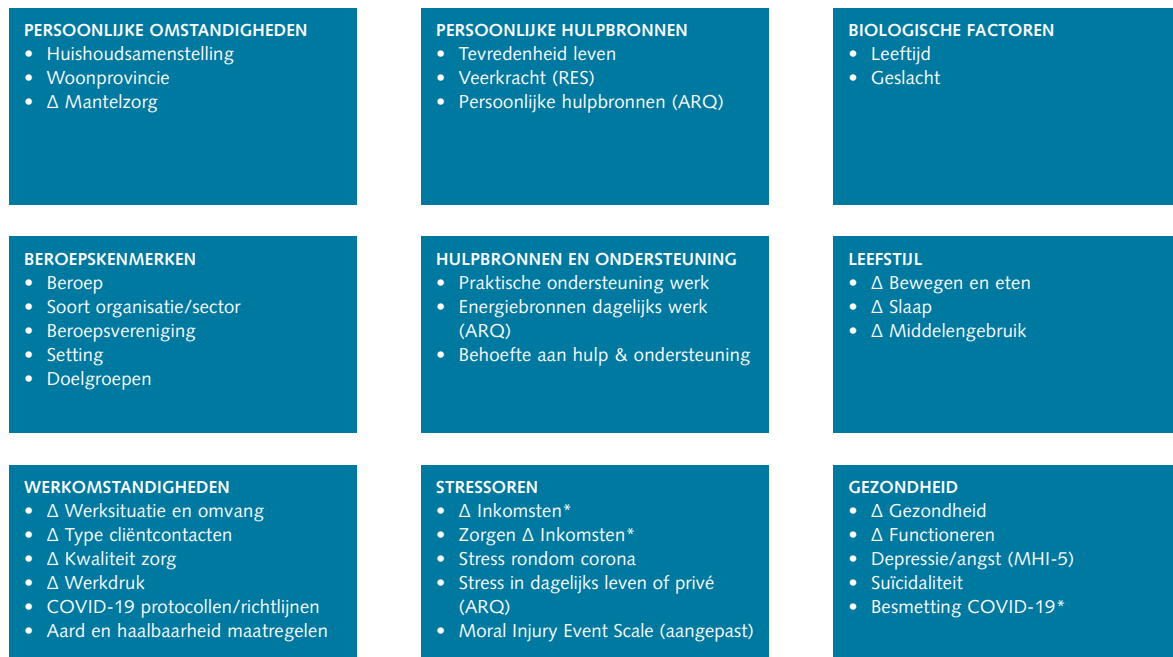 PERSOONLIJKE OMSTANDIGHEDEN
• Huishoudsamenstelling
• Woonprovincie
• Δ Mantelzorg
PERSOONLIJKE HULPBRONNEN
• Tevredenheid leven
• Veerkracht (RES)
• Persoonlijke hulpbronnen (ARQ)
BIOLOGISCHE FACTOREN
• Leeftijd
• Geslacht
BEROEPSKENMERKEN
• Beroep
• Soort organisatie/sector
• Beroepsvereniging
• Setting
• Doelgroepen
HULPBRONNEN EN ONDERSTEUNING
• Praktische ondersteuning werk
• Energiebronnen dagelijks werk
(ARQ)
• Behoefte aan hulp & ondersteuning
LEEFSTIJL
• Δ Bewegen en eten
• Δ Slaap
• Δ Middelengebruik
WERKOMSTANDIGHEDEN
• Δ Werksituatie en omvang
• Δ Type cliëntcontacten
• Δ Kwaliteit zorg
• Δ Werkdruk
• COVID-19 protocollen/richtlijnen
• Aard en haalbaarheid maatregelen
STRESSOREN
• Δ Inkomsten*
• Zorgen Δ Inkomsten*
• Stress rondom corona
• Stress in dagelijks leven of privé
(ARQ)
• Moral Injury Event Scale (aangepast)
GEZONDHEID
• Δ Gezondheid
• Δ Functioneren
• Depressie/angst (MHI-5)
• Suïcidaliteit
• Besmetting COVID-19*